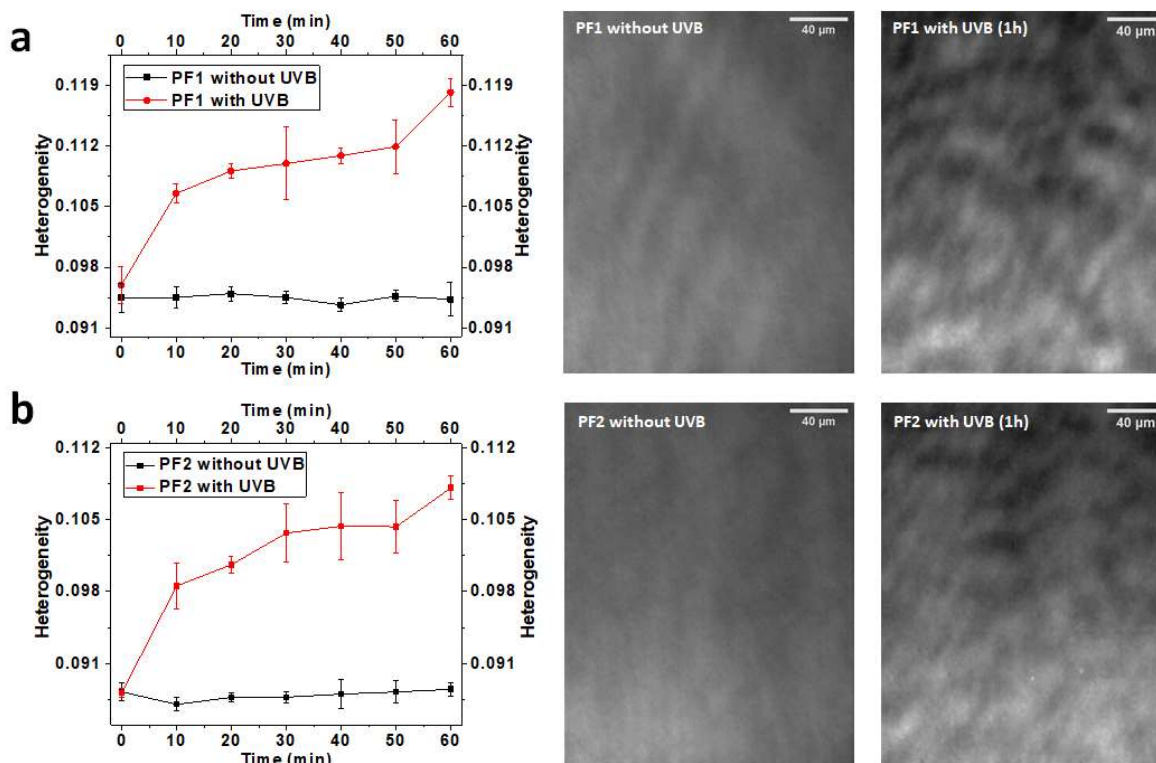 a
Time (min)
0 10 20 30 40 50 60
PF1 without UVB
PF1 with UVB
Heterogeneity
0.119
0.112
0.105
0.098
0.091
0.119
0.112
0.105
0.098
0.091
Heterogeneity
0 10 20 30 40 50 60
Time (min)
PF1 without UVB
40 µm
PF1 with UVB (1h)
40 µm
b
Time (min)
0 10 20 30 40 50 60
PF2 without UVB
PF2 with UVB
Heterogeneity
0.112
0.105
0.098
0.091
0.112
0.105
0.098
0.091
Heterogeneity
0 10 20 30 40 50 60
Time (min)
PF2 without UVB
40 µm
PF2 with UVB (1h)
40 µm